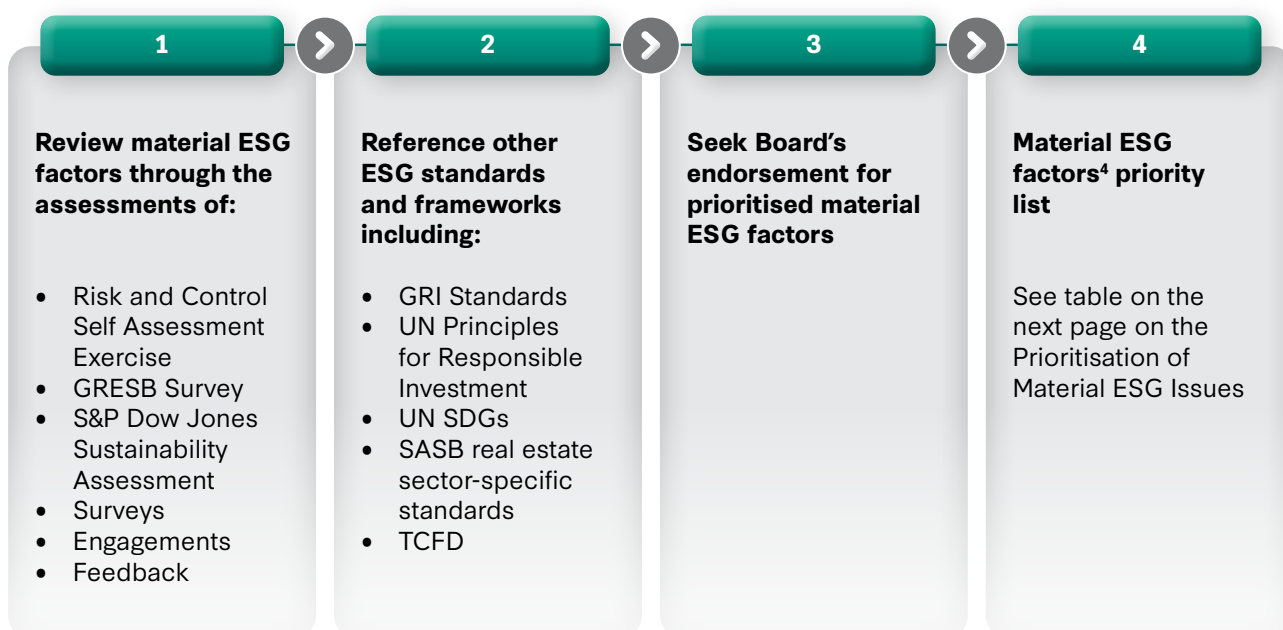 1
Review material ESG
factors through the
assessments of:
• Risk and Control
Self Assessment
Exercise
• GRESB Survey
• S&P Dow Jones
Sustainability
Assessment
• Surveys
• Engagements
• Feedback
2
Reference other
ESG standards
and frameworks
including:
• GRI Standards
• UN Principles
for Responsible
Investment
• UN SDGs
• SASB real estate
sector-specific
standards
• TCFD
3
Seek Board’s
endorsement for
prioritised material
ESG factors
4
Material ESG
factors⁴ priority
list
See table on the
next page on the
Prioritisation of
Material ESG Issues